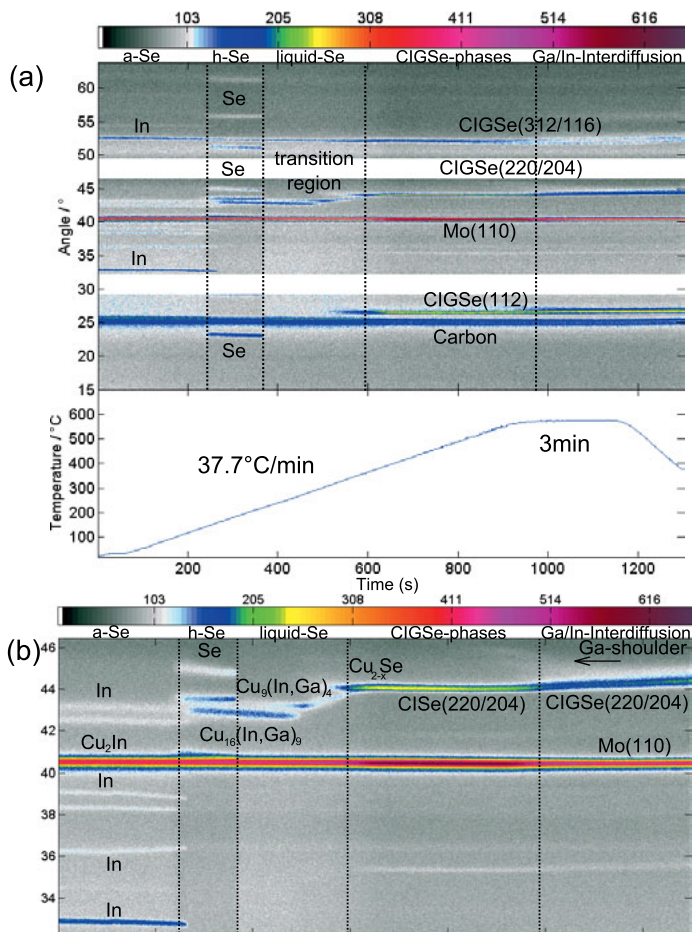 103 205 308 411 514 616
a-Se h-Se liquid-Se CIGSe-phases Ga/In-Interdiffusion
(a)
60
Se
In
CIGSe(312/116)
55
50
Se transition CIGSe(220/204)
region
45
40
Mo(110)
35
In
Angle / °
30
CIGSe(112)
25
Carbon
Se
20
15
600
500
37.7°C/min 3min
400
300
200
100
Temperature / °C
200 400 600 800 1000 1200
Time (s)
103 205 308 411 514 616
a-Se h-Se liquid-Se CIGSe-phases Ga/In-Interdiffusion
(b)
46
Se Ga-shoulder
Cu2-xSe
In Cu9(In,Ga)4
44
CISe(220/204) CIGSe(220/204)
Cu16(In,Ga)9
42
Cu2In Mo(110)
40
In
38
36
In
34
In